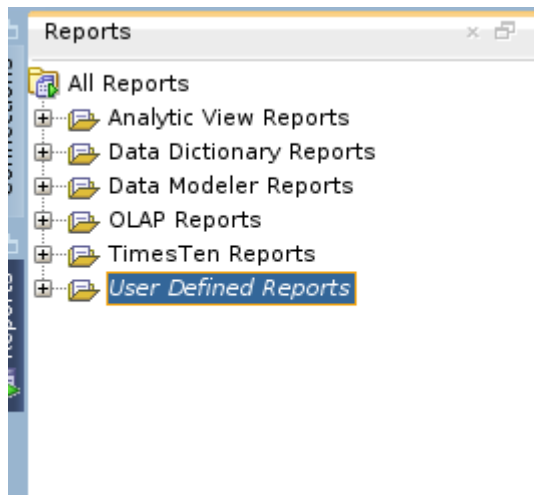 Reports
All Reports
Analytic View Reports
Data Dictionary Reports
Data Modeler Reports
OLAP Reports
TimesTen Reports
User Defined Reports
Reports